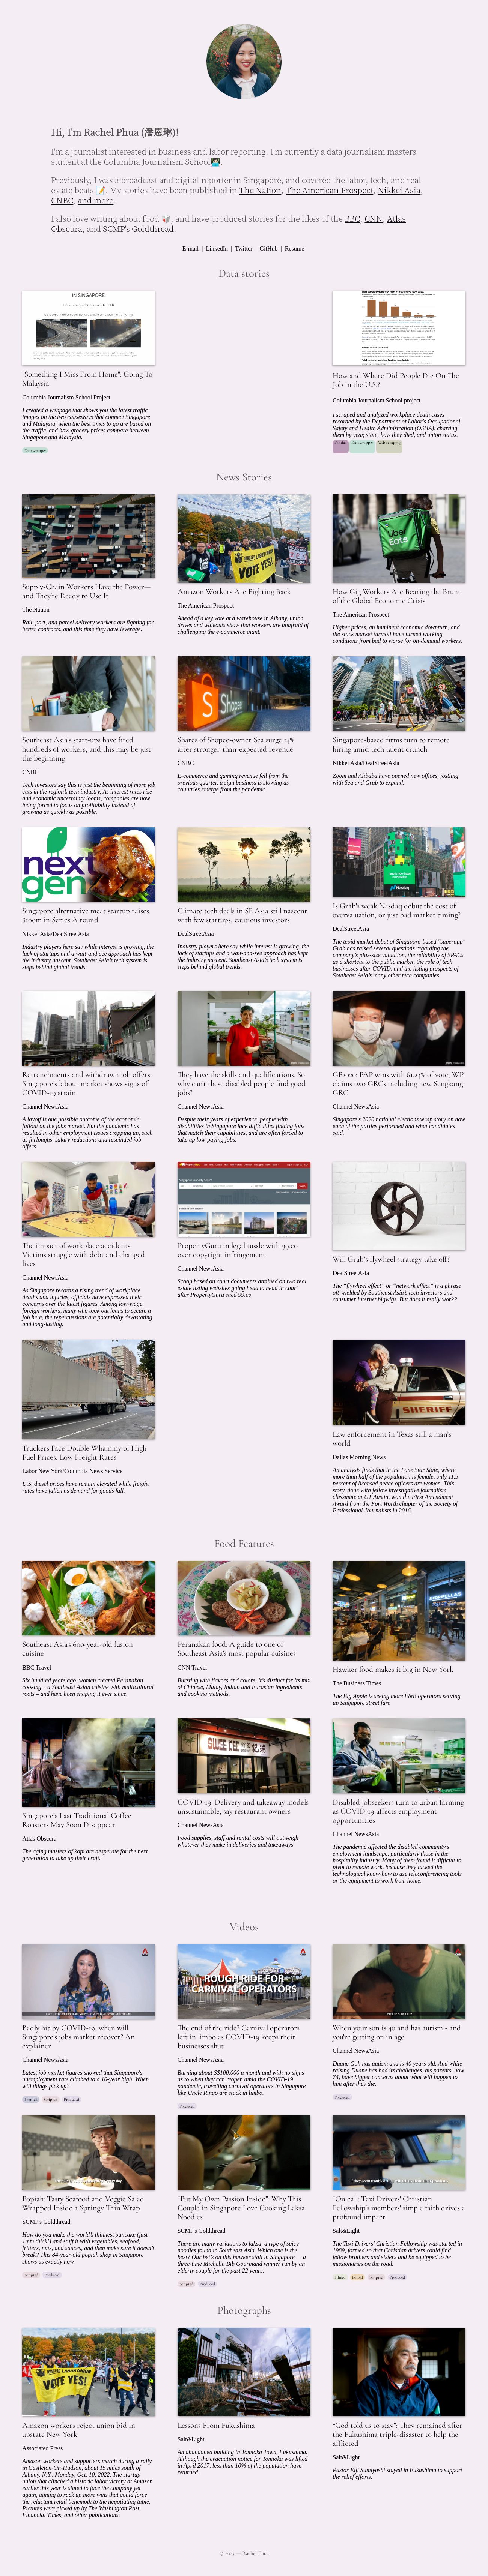 Hi, I'm Rachel Phua (潘恩琳)!
I'm a journalist interested in business and labor reporting. I'm currently a data journalism masters
student at the Columbia Journalism School
Previously, I was a broadcast and digital reporter in Singapore, and covered the labor, tech, and real
estate beats. My stories have been published in The Nation, The American Prospect, Nikkei Asia,
CNBC, and more.
I also love writing about food, and have produced stories for the likes of the BBC, CNN, Atlas
Obscura, and SCMP's Goldthread.
E-mail | LinkedIn | Twitter | GitHub | Resume
Data stories
IN SINGAPORE,
"Something I Miss From Home": Going To
Malaysia
Columbia Journalism School Project
I created a webpage that shows you the latest traffic
images on the two causeways that connect Singapore
and Malaysia, when the best times to go are based on
the traffic, and how grocery prices compare between
Singapore and Malaysia.
How and Where Did People Die On The
Job in the U.S.?
Columbia Journalism School project
I scraped and analyzed workplace death cases
recorded by the Department of Labor's Occupational
Safety and Health Administration (OSHA), charting
them by year, state, how they died, and union status.
Web scraping
News Stories
Supply-Chain Workers Have the Power—
and They're Ready to Use It
The Nation
Rail, port, and parcel delivery workers are fighting for
better contracts, and this time they have leverage.
VOTE YES!
Amazon Workers Are Fighting Back
The American Prospect
Ahead of a key vote at a warehouse in Albany, union
drives and walkouts show that workers are unafraid of
challenging the e-commerce giant.
Uber
Eats
How Gig Workers Are Bearing the Brunt
of the Global Economic Crisis
The American Prospect
Higher prices, an imminent economic downturn, and
the stock market turmoil have turned working
conditions from bad to worse for on-demand workers.
Southeast Asia's start-ups have fired
hundreds of workers, and this may be just
the beginning
CNBC
Tech investors say this is just the beginning of more job
cuts in the region's tech industry. As interest rates rise
and economic uncertainty looms, companies are now
being forced to focus on profitability instead of
growing as quickly as possible.
Shares of Shopee-owner Sea surge 14%
after stronger-than-expected revenue
CNBC
E-commerce and gaming revenue fell from the
previous quarter, a sign business is slowing as
countries emerge from the pandemic.
Singapore-based firms turn to remote
hiring amid tech talent crunch
Nikkei Asia/DealStreetAsia
Zoom and Alibaba have opened new offices, jostling
with Sea and Grab to expand.
next
gen
Singapore alternative meat startup raises
$100m in Series A round
Nikkei Asia/DealStreetAsia
Industry players here say while interest is growing, the
lack of startups and a wait-and-see approach has kept
the industry nascent. Southeast Asia's tech system is
steps behind global trends.
Climate tech deals in SE Asia still nascent
with few startups, cautious investors
DealStreetAsia
Industry players here say while interest is growing, the
lack of startups and a wait-and-see approach has kept
the industry nascent. Southeast Asia's tech system is
steps behind global trends.
Is Grab's weak Nasdaq debut the cost of
overvaluation, or just bad market timing?
DealStreetAsia
The tepid market debut of Singapore-based "superapp"
Grab has raised several questions regarding the
company's plus-size valuation, the reliability of SPACs
as a shortcut to the public market, the role of tech
businesses after COVID, and the listing prospects of
Southeast Asia's many other tech companies.
Retrenchments and withdrawn job offers:
Singapore's labour market shows signs of
COVID-19 strain
Channel NewsAsia
A layoff is one possible outcome of the economic
fallout on the jobs market. But the pandemic has
resulted in other employment issues cropping up, such
as furloughs, salary reductions and rescinded job
offers.
They have the skills and qualifications. So
why can't these disabled people find good
jobs?
Channel NewsAsia
Despite their years of experience, people with
disabilities in Singapore face difficulties finding jobs
that match their capabilities, and are often forced to
take up low-paying jobs.
GE2020: PAP wins with 61.24% of vote; WP
claims two GRCs including new Sengkang
GRC
Channel NewsAsia
Singapore's 2020 national elections wrap story on how
each of the parties performed and what candidates
said.
The impact of workplace accidents:
Victims struggle with debt and changed
lives
Channel NewsAsia
As Singapore records a rising trend of workplace
deaths and injuries, officials have expressed their
concerns over the latest figures. Among low-wage
foreign workers, many who took out loans to secure a
job here, the repercussions are potentially devastating
and long-lasting.
PropertyGuru in legal tussle with 99.co
over copyright infringement
Channel NewsAsia
Scoop based on court documents attained on two real
estate listing websites going head to head in court
after PropertyGuru sued 99.co.
Will Grab's flywheel strategy take off?
DealStreetAsia
The "flywheel effect" or "network effect" is a phrase
oft-wielded by Southeast Asia's tech investors and
consumer internet bigwigs. But does it really work?
Truckers Face Double Whammy of High
Fuel Prices, Low Freight Rates
Labor New York/Columbia News Service
U.S. diesel prices have remain elevated while freight
rates have fallen as demand for goods fall.
SHERIFF
Law enforcement in Texas still a man's
world
Dallas Morning News
An analysis finds that in the Lone Star State, where
more than half of the population is female, only 11.5
percent of licensed peace officers are women. This
story, done with fellow investigative journalism
classmate at UT Austin, won the First Amendment
Award from the Fort Worth chapter of the Society of
Professional Journalists in 2016.
Food Features
Southeast Asia's 600-year-old fusion
cuisine
BBC Travel
Six hundred years ago, women created Peranakan
cooking – a Southeast Asian cuisine with multicultural
roots – and have been shaping it ever since.
Peranakan food: A guide to one of
Southeast Asia's most popular cuisines
CNN Travel
Bursting with flavors and colors, it's distinct for its mix
of Chinese, Malay, Indian and Eurasian ingredients
and cooking methods.
Hawker food makes it big in New York
The Business Times
The Big Apple is seeing more F&B operators serving
up Singapore street fare
Singapore's Last Traditional Coffee
Roasters May Soon Disappear
Atlas Obscura
The aging masters of kopi are desperate for the next
generation to take up their craft.
GUIKEE
COVID-19: Delivery and takeaway models
unsustainable, say restaurant owners
Channel NewsAsia
Food supplies, staff and rental costs will outweigh
whatever they make in deliveries and takeaways.
Disabled jobseekers turn to urban farming
as COVID-19 affects employment
opportunities
Channel NewsAsia
The pandemic affected the disabled community's
employment landscape, particularly those in the
hospitality industry. Many of them found it difficult to
pivot to remote work, because they lacked the
technological know-how to use teleconferencing tools
or the equipment to work from home.
Videos
Badly hit by COVID-19, when will
Singapore's jobs market recover? An
explainer
Channel NewsAsia
Latest job market figures showed that Singapore's
unemployment rate climbed to a 16-year high. When
will things pick up?
Scripted Produced
ROUGH RIDE FOR
CARNIVAL OPERATORS
The end of the ride? Carnival operators
left in limbo as COVID-19 keeps their
businesses shut
Channel NewsAsia
Burning about S$100,000 a month and with no signs
as to when they can reopen amid the COVID-19
pandemic, travelling carnival operators in Singapore
like Uncle Ringo are stuck in limbo.
Produced
When your son is 40 and has autism - and
you're getting on in age
Channel NewsAsia
Duane Goh has autism and is 40 years old. And while
raising Duane has had its challenges, his parents, now
74, have bigger concerns about what will happen to
him after they die.
Produced
Popiah: Tasty Seafood and Veggie Salad
Wrapped Inside a Springy Thin Wrap
SCMP's Goldthread
How do you make the world's thinnest pancake (just
1mm thick!) and stuff it with vegetables, seafood,
fritters, nuts, and sauces, and then make sure it doesn't
break? This 84-year-old popiah shop in Singapore
shows us exactly how.
Scripted Produced
"Put My Own Passion Inside": Why This
Couple in Singapore Love Cooking Laksa
Noodles
SCMP's Goldthread
There are many variations to laksa, a type of spicy
noodles found in Southeast Asia. Which one is the
best? Our bet's on this hawker stall in Singapore — a
three-time Michelin Bib Gourmand winner run by an
elderly couple for the past 22 years.
Scripted Produced
"On call: Taxi Drivers' Christian
Fellowship's members' simple faith drives a
profound impact
Salt&Light
The Taxi Drivers' Christian Fellowship was started in
1989, formed so that Christian drivers could find
fellow brothers and sisters and be equipped to be
missionaries on the road.
Filmed Edited Scripted Produced
Photographs
VOTE YES!
Amazon workers reject union bid in
upstate New York
Associated Press
Amazon workers and supporters march during a rally
in Castleton-On-Hudson, about 15 miles south of
Albany, N.Y., Monday, Oct. 10, 2022. The startup
union that clinched a historic labor victory at Amazon
earlier this year is slated to face the company yet
again, aiming to rack up more wins that could force
the reluctant retail behemoth to the negotiating table.
Pictures were picked up by The Washington Post,
Financial Times, and other publications.
Lessons From Fukushima
Salt&Light
An abandoned building in Tomioka Town, Fukushima.
Although the evacuation notice for Tomioka was lifted
in April 2017, less than 10% of the population have
returned.
"God told us to stay": They remained after
the Fukushima triple-disaster to help the
afflicted
Salt&Light
Pastor Eiji Sumiyoshi stayed in Fukushima to support
the relief efforts.
© 2023 — Rachel Phua